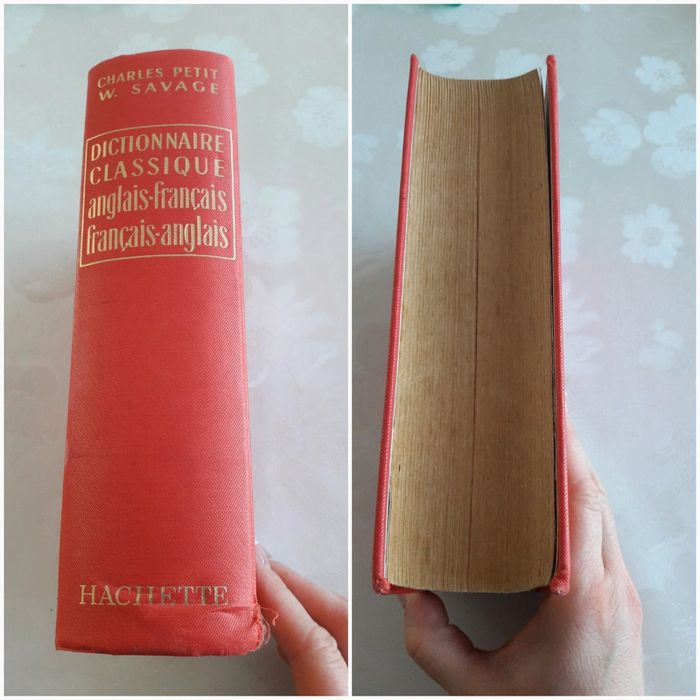 CHARLES PETIT
W. SAVAGE
DICTIONNAIRE
CLASSIQUE
anglais-français
français-anglais
HACHETTE